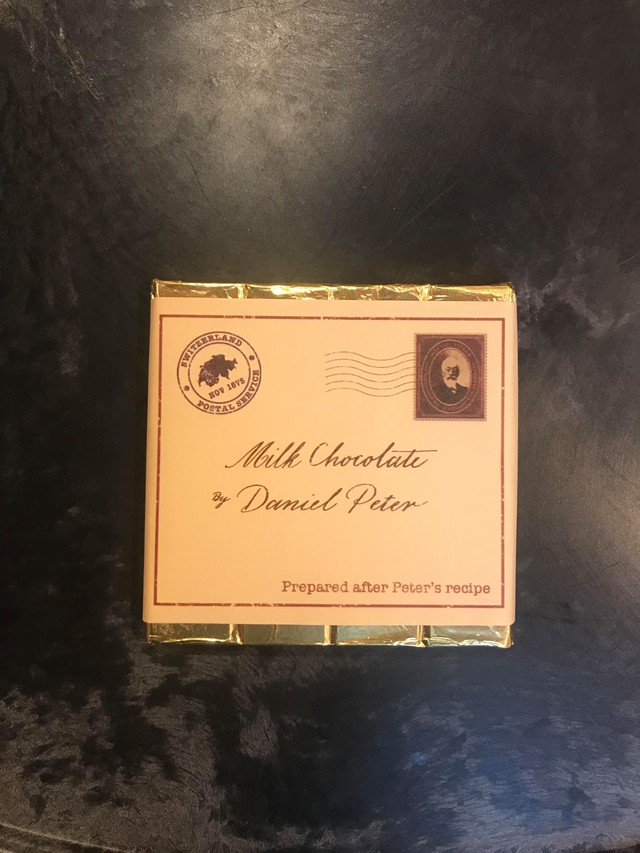 SWITZERLAND
NOV 1875
POSTAL SERVICE
Milk Chocolate
By Daniel Peter
Prepared after Peter's recipe